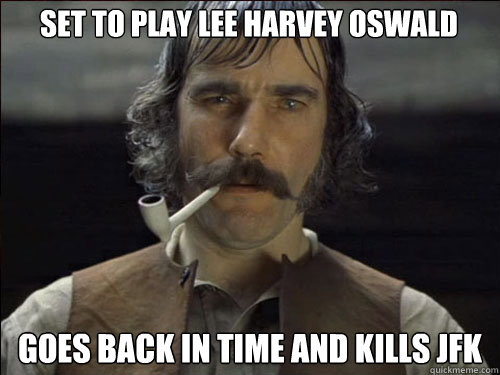 SET TO PLAY LEE HARVEY OSWALD
GOES BACK IN TIME AND KILLS JFK
quickmeme.com